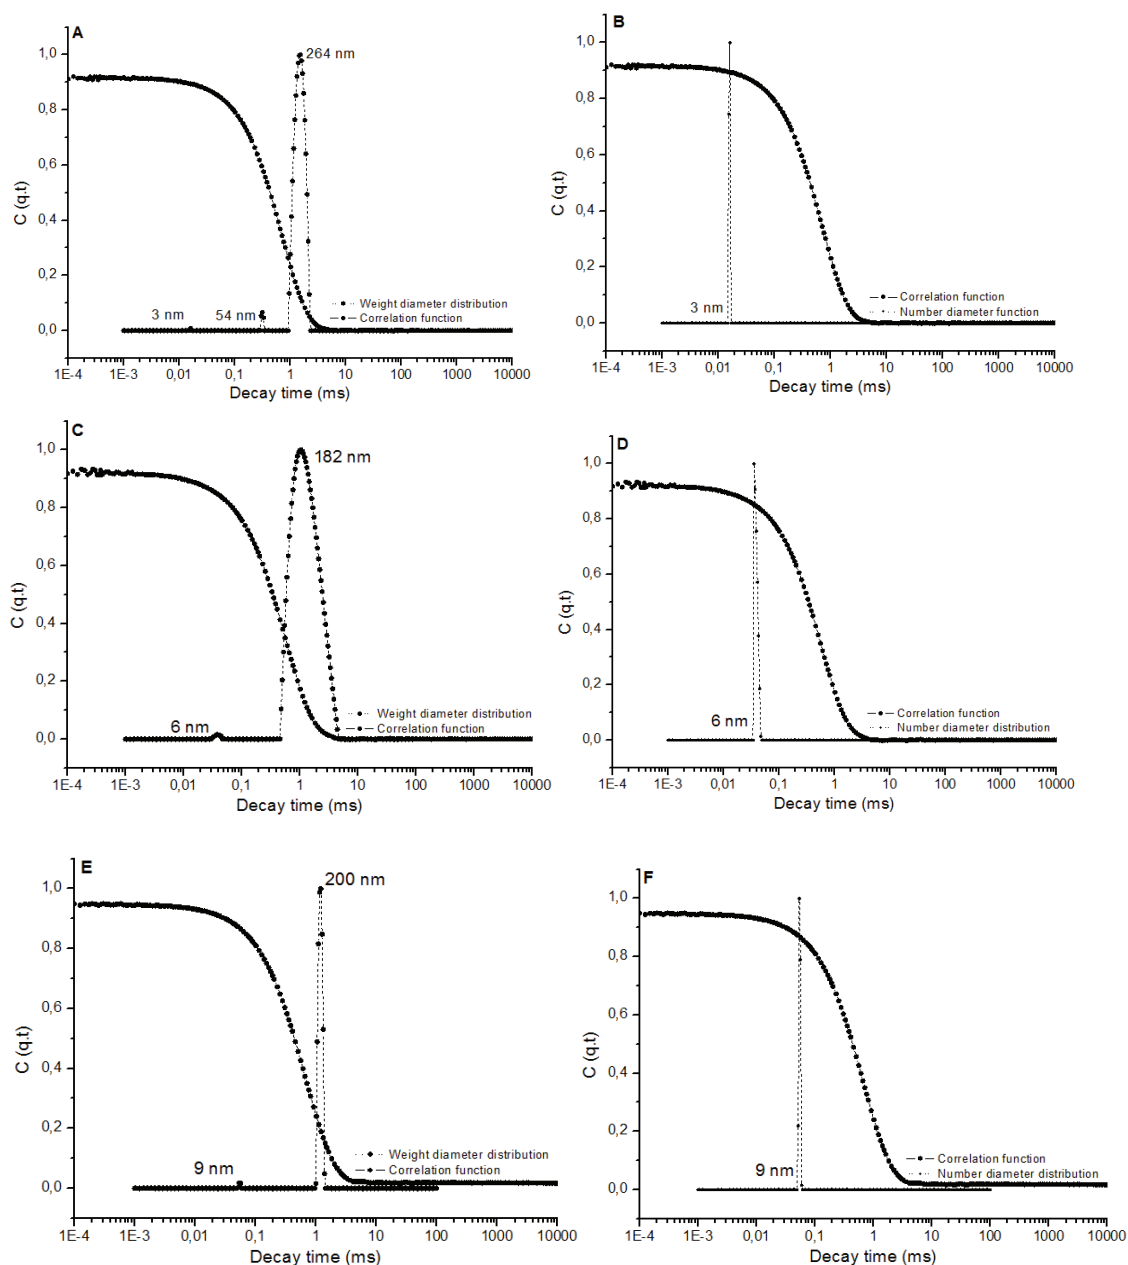 A
1,0
0,8
0,6
0,4
0,2
0,0
C (q.t)
264 nm
3 nm
54 nm
Weight diameter distribution
Correlation function
1E-4 1E-3 0,01 0,1 1 10 100 1000 10000
Decay time (ms)
B
1,0
0,8
0,6
0,4
0,2
0,0
C (q.t)
3 nm
Correlation function
Number diameter function
1E-4 1E-3 0,01 0,1 1 10 100 1000 10000
Decay time (ms)
C
1,0
0,8
0,6
0,4
0,2
0,0
C (q.t)
182 nm
6 nm
Weight diameter distribution
Correlation function
1E-4 1E-3 0,01 0,1 1 10 100 1000 10000
Decay time (ms)
D
1,0
0,8
0,6
0,4
0,2
0,0
C (q.t)
6 nm
Correlation function
Number diameter distribution
1E-4 1E-3 0,01 0,1 1 10 100 1000 10000
Decay time (ms)
E
1,0
0,8
0,6
0,4
0,2
0,0
C (q.t)
200 nm
9 nm
Weight diameter distribution
Correlation function
1E-4 1E-3 0,01 0,1 1 10 100 1000 10000
Decay time (ms)
F
1,0
0,8
0,6
0,4
0,2
0,0
C (q.t)
9 nm
Correlation function
Number diameter distribution
1E-4 1E-3 0,01 0,1 1 10 100 1000 10000
Decay time (ms)